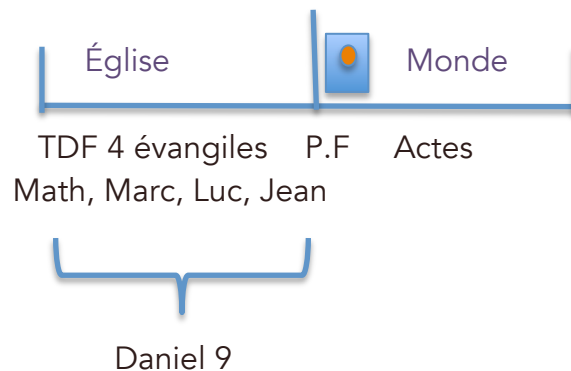 Église Monde
TDF 4 évangiles P.F Actes
Math, Marc, Luc, Jean
Daniel 9